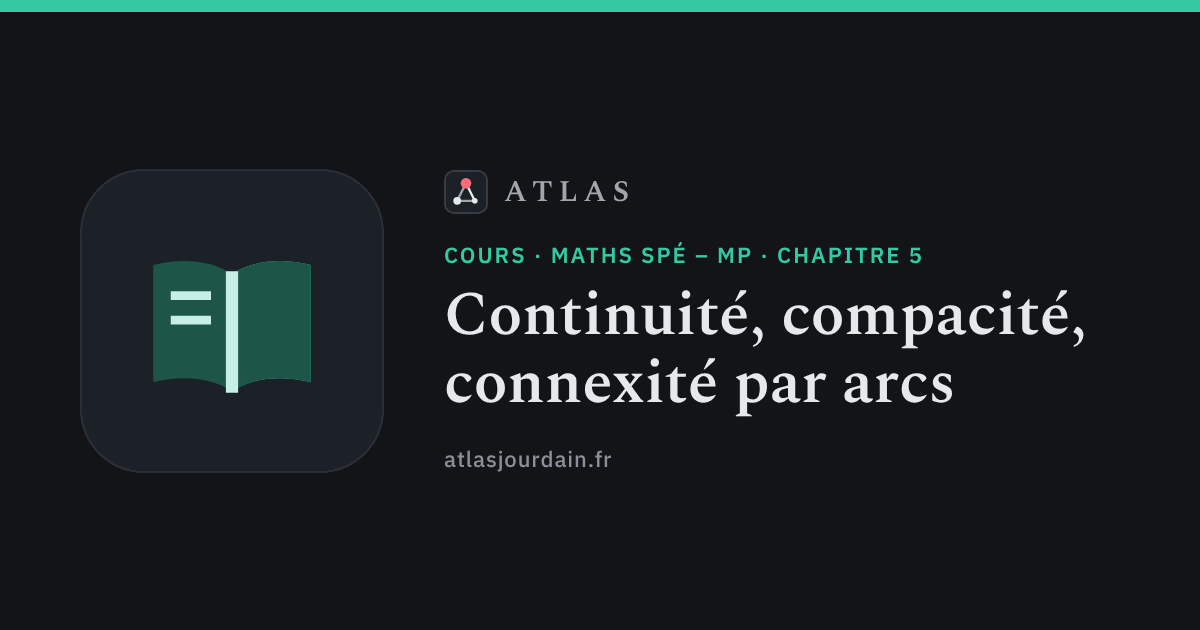 ATLAS
COURS · MATHS SPÉ – MP · CHAPITRE 5
Continuité, compacité,
connexité par arcs
atlasjourdain.fr